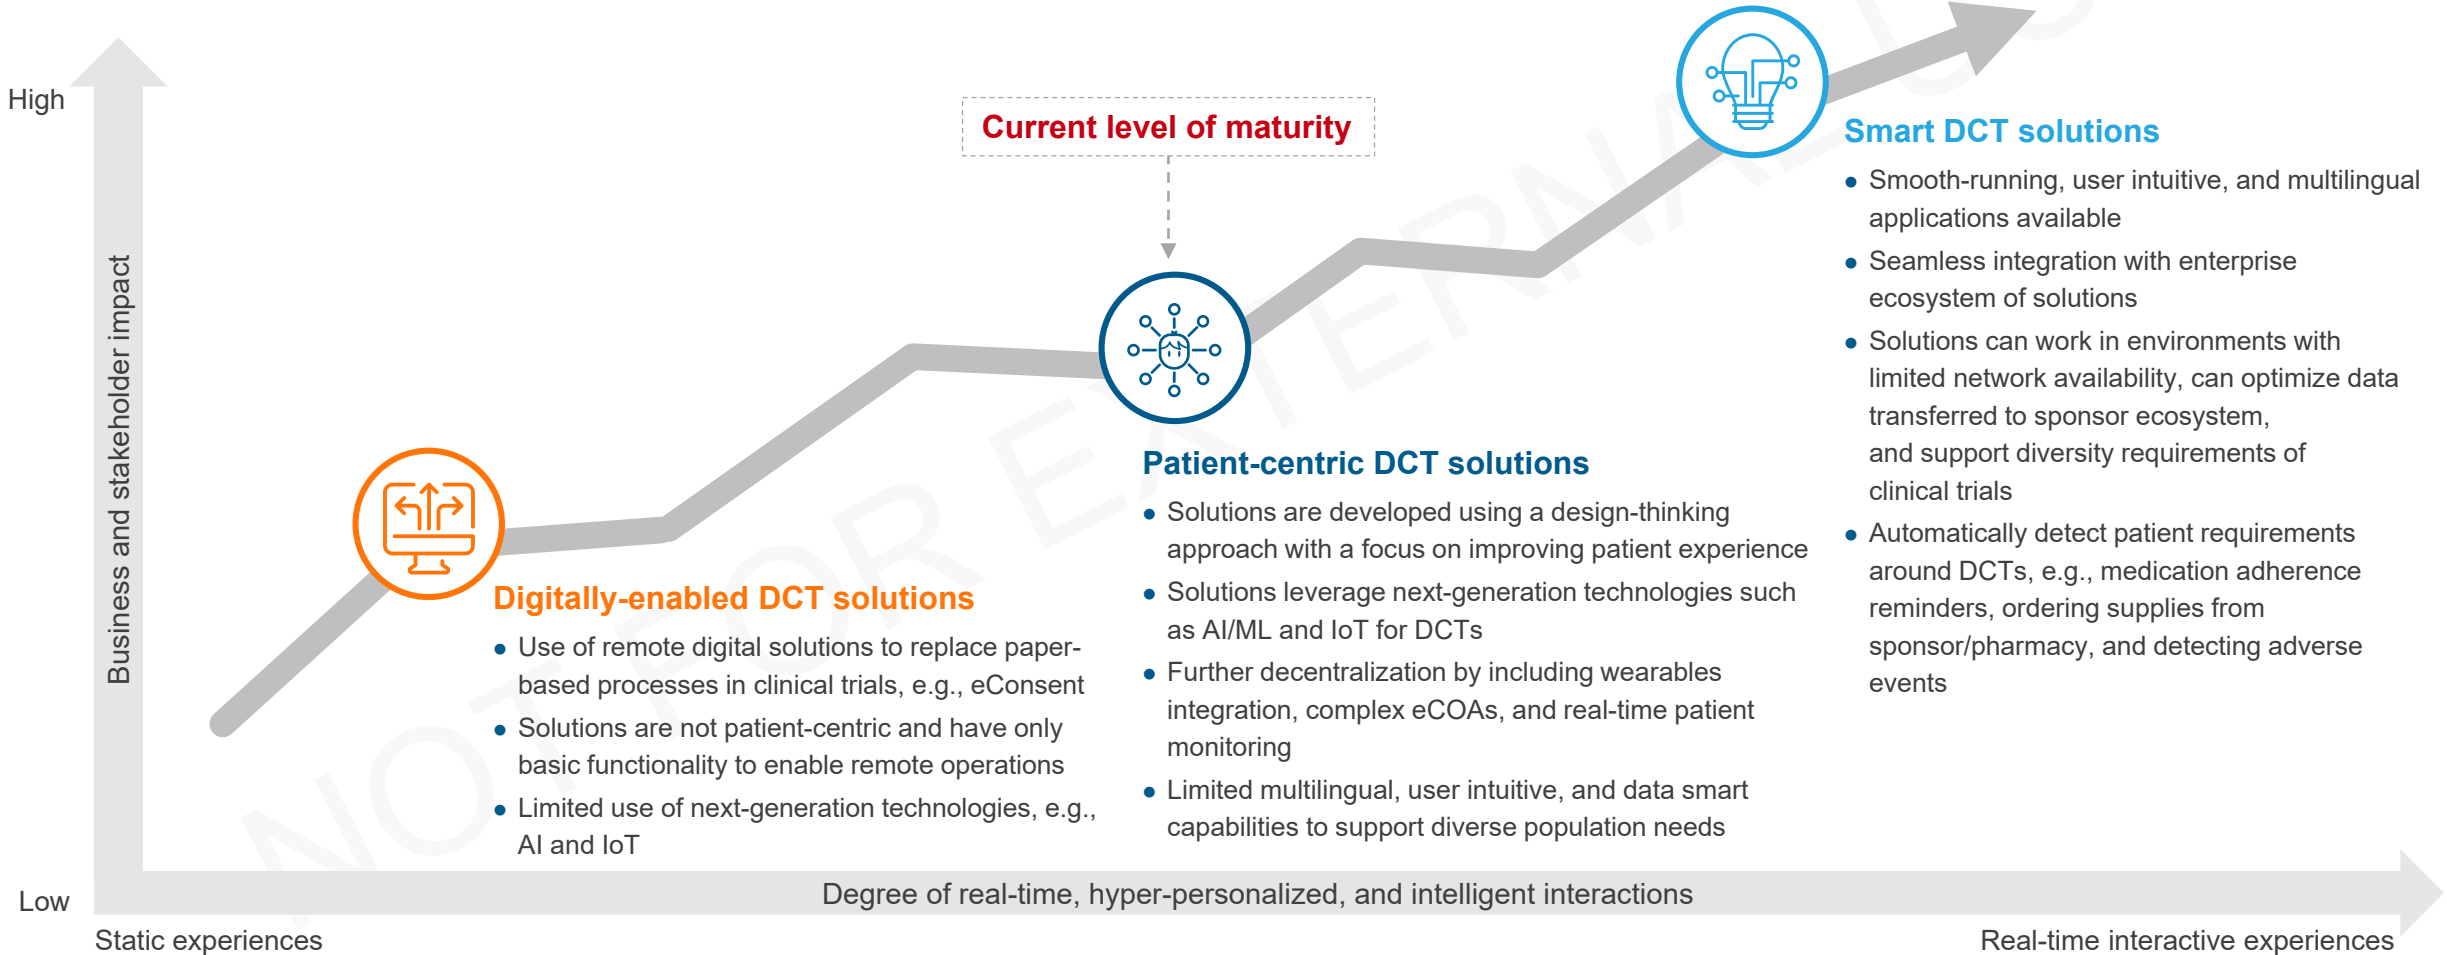 High
Current level of maturity
Smart DCT solutions
Smooth-running, user intuitive, and multilingual
applications available
Seamless integration with enterprise
ecosystem of solutions
Solutions can work in environments with
limited network availability, can optimize data
transferred to sponsor ecosystem,
and support diversity requirements of
clinical trials
Automatically detect patient requirements
around DCTs, e.g., medication adherence
reminders, ordering supplies from
sponsor/pharmacy, and detecting adverse
events
Business and stakeholder impact
Patient-centric DCT solutions
Solutions are developed using a design-thinking
approach with a focus on improving patient experience
Solutions leverage next-generation technologies such
as AI/ML and IoT for DCTs
Further decentralization by including wearables
integration, complex eCOAs, and real-time patient
monitoring
Limited multilingual, user intuitive, and data smart
capabilities to support diverse population needs
Digitally-enabled DCT solutions
Use of remote digital solutions to replace paper-
based processes in clinical trials, e.g., eConsent
Solutions are not patient-centric and have only
basic functionality to enable remote operations
Limited use of next-generation technologies, e.g.,
AI and IoT
Low
Degree of real-time, hyper-personalized, and intelligent interactions
Static experiences
Real-time interactive experiences
NOT FOR EXTERNAL